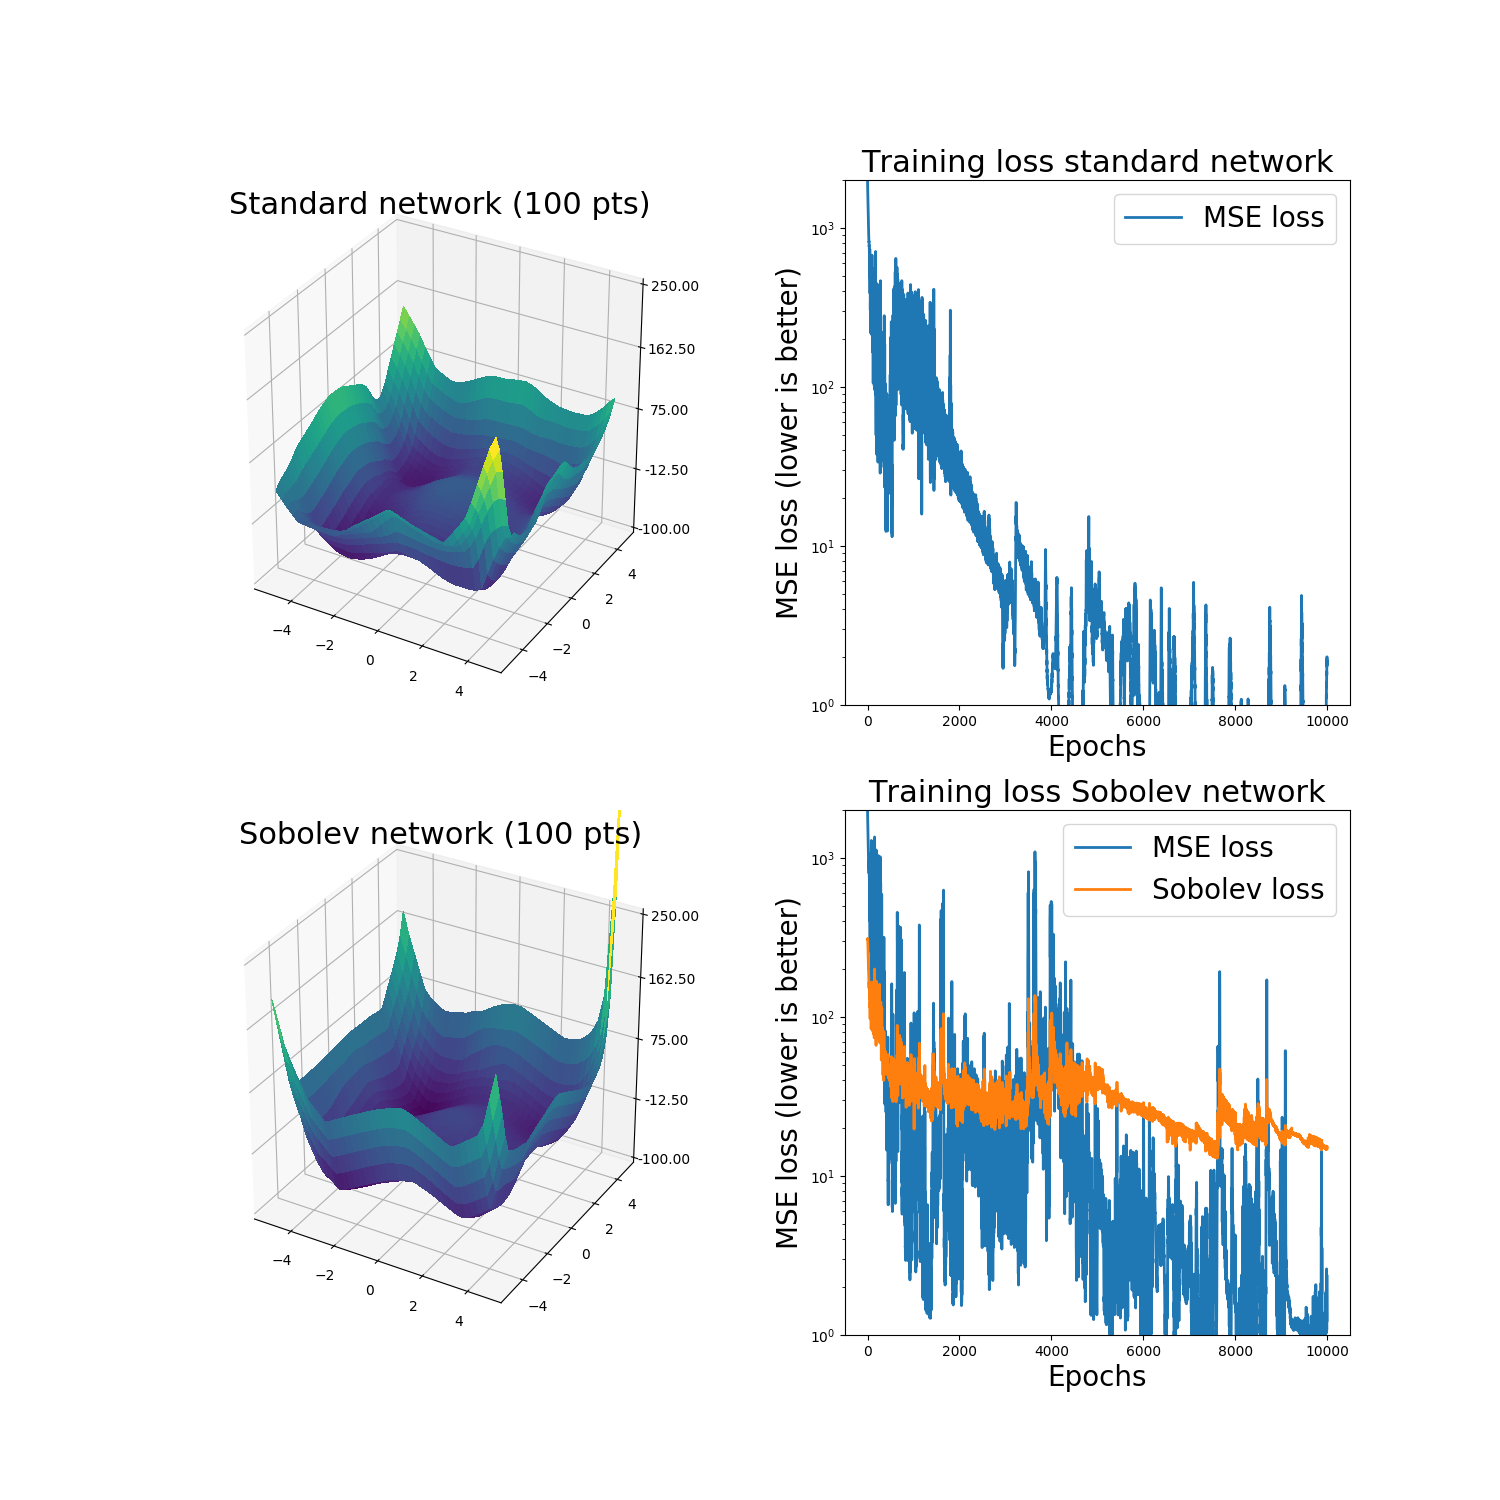 Standard network (100 pts)
250.00
162.50
75.00
-12.50
-100.00
−4
−2
0
2
4
−4
−2
0
2
4
Training loss standard network
MSE loss
MSE loss (lower is better)
10³
10²
10¹
10⁰
0 2000 4000 6000 8000 10000
Epochs
Sobolev network (100 pts)
250.00
162.50
75.00
-12.50
-100.00
−4
−2
0
2
4
−4
−2
0
2
4
Training loss Sobolev network
MSE loss
Sobolev loss
MSE loss (lower is better)
10³
10²
10¹
10⁰
0 2000 4000 6000 8000 10000
Epochs